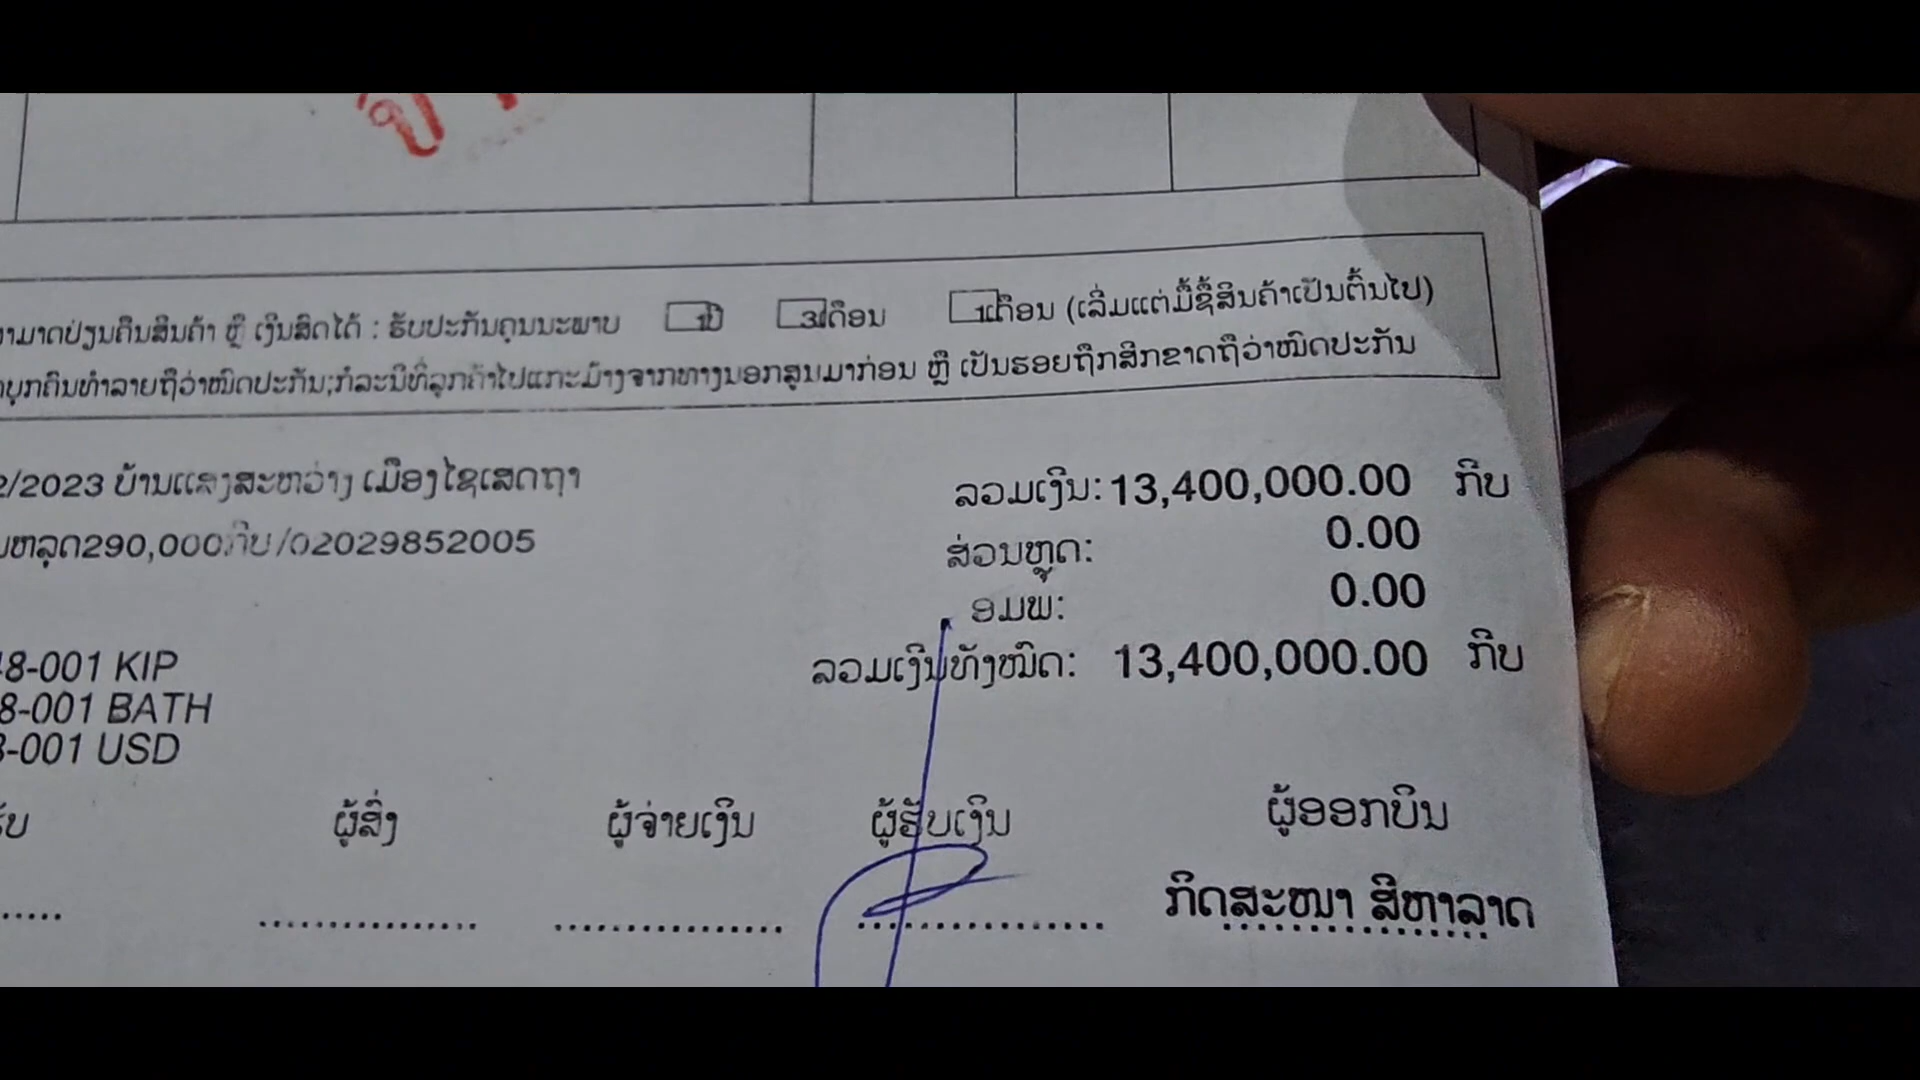 ປ່ຽນຄືນສິນຄ້າ ຫຼື ເງິນສົດໄດ້ : ຮັບປະກັນຄຸນນະພາບ 1ປີ 3ເດືອນ 1ເດືອນ (ເລີ່ມແຕ່ມື້ຊື້ສິນຄ້າເປັນຕົ້ນໄປ)
ທຳລາຍຖືວ່າໝົດປະກັນ;ກໍລະນີທີ່ລູກຄ້າໄປແກະມ້າງຈາກທາງນອກສູນມາກ່ອນ ຫຼື ເປັນຮອຍຖືກສີກຂາດຖືວ່າໝົດປະກັນ
2/2023 ບ້ານແສງສະຫວ່າງ ເມືອງໄຊເສດຖາ
ລວມເງິນ: 13,400,000.00 ກີບ
ຫລຸດ290,000ກີບ/02029852005
ສ່ວນຫຼຸດ: 0.00
ອມພ: 0.00
ລວມເງິນທັງໝົດ: 13,400,000.00 ກີບ
8-001 KIP
8-001 BATH
-001 USD
ຜູ້ສົ່ງ ຜູ້ຈ່າຍເງິນ ຜູ້ຮັບເງິນ ຜູ້ອອກບິນ
ກິດສະໜາ ສີຫາລາດ